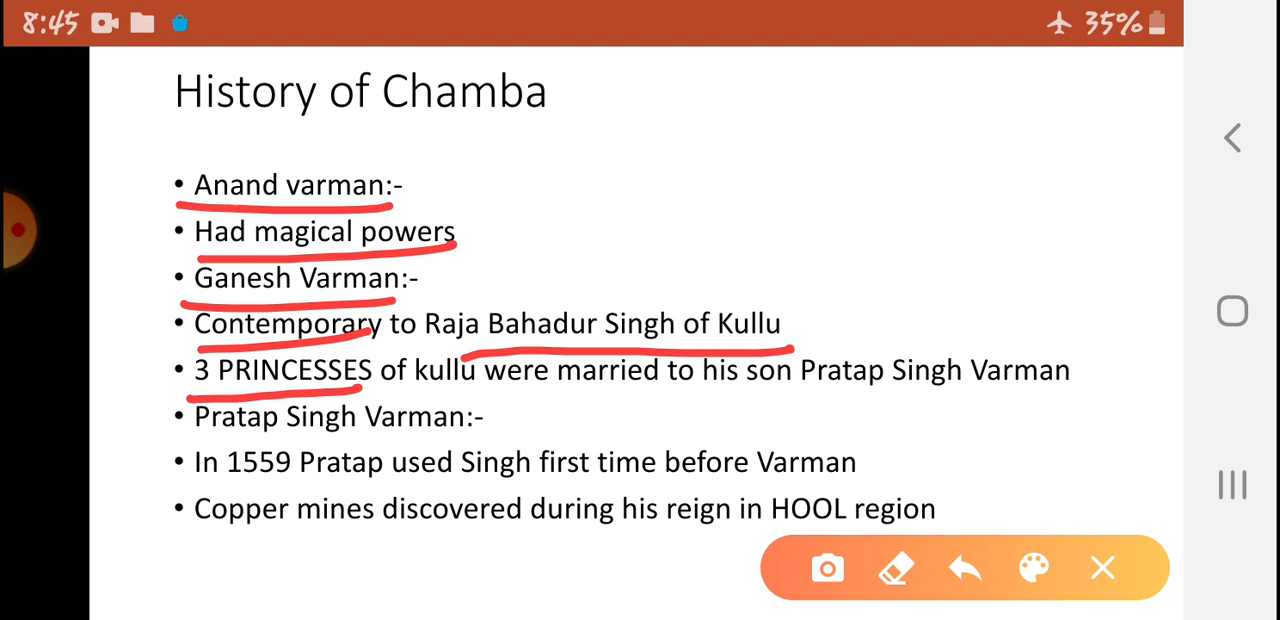 8:45 35%
History of Chamba
• Anand varman:-
• Had magical powers
• Ganesh Varman:-
• Contemporary to Raja Bahadur Singh of Kullu
• 3 PRINCESSES of kullu were married to his son Pratap Singh Varman
• Pratap Singh Varman:-
• In 1559 Pratap used Singh first time before Varman
• Copper mines discovered during his reign in HOOL region